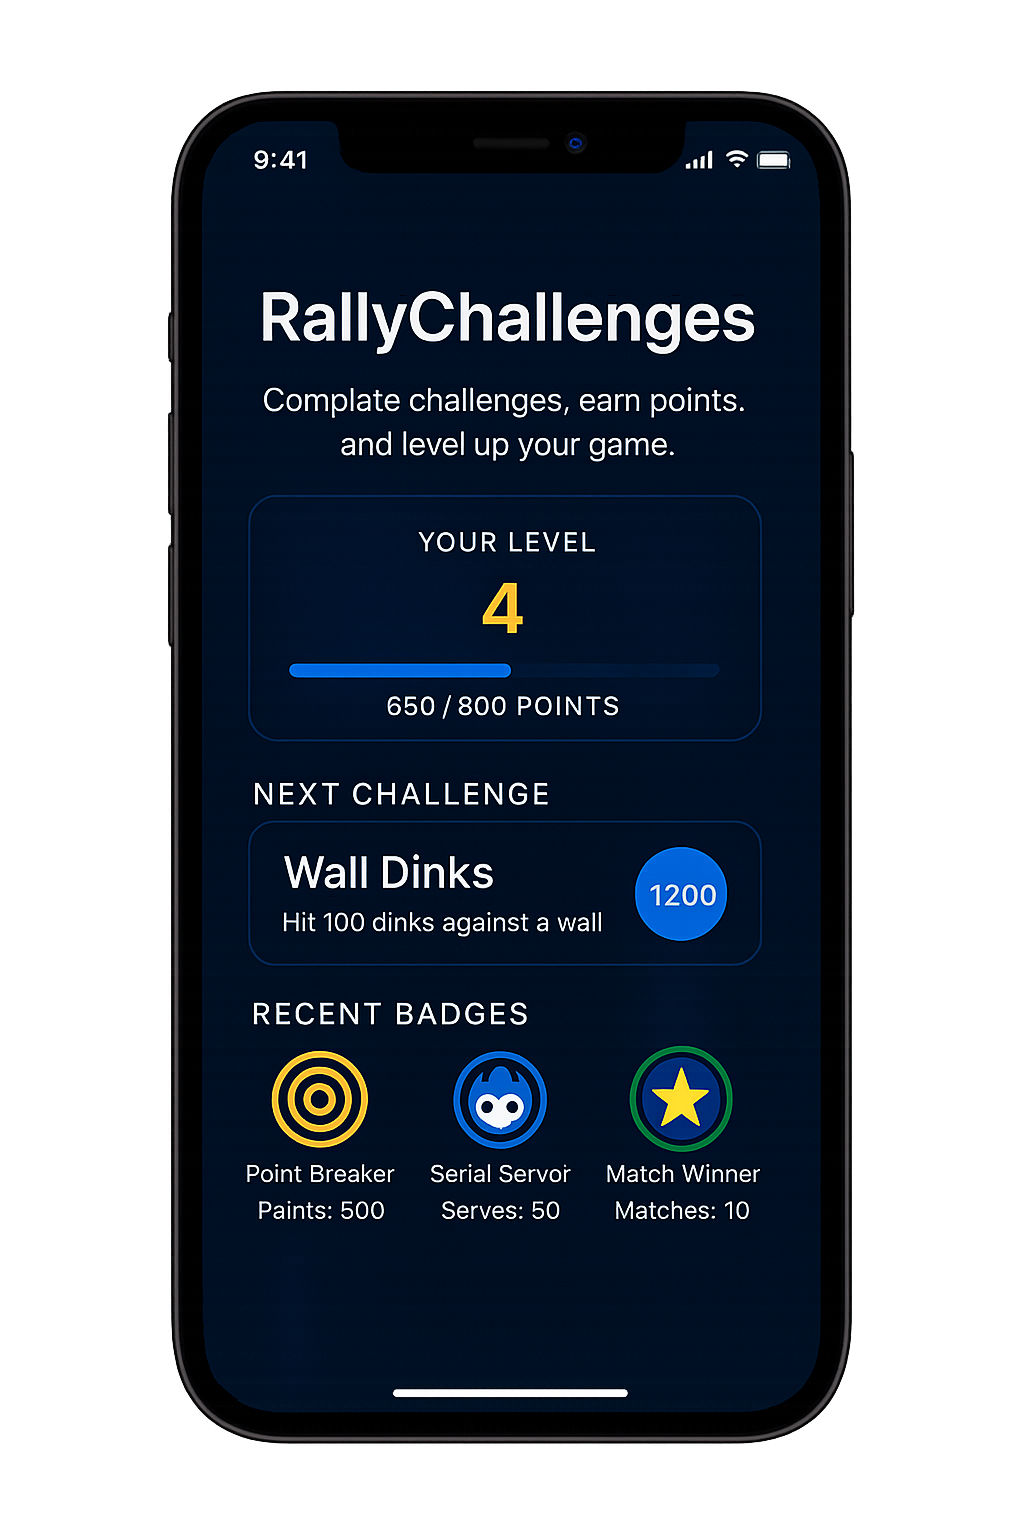 9:41
RallyChallenges
Complate challenges, earn points.
and level up your game.
YOUR LEVEL
4
650 / 800 POINTS
NEXT CHALLENGE
Wall Dinks
Hit 100 dinks against a wall
1200
RECENT BADGES
Point Breaker
Serial Servor
Match Winner
Paints: 500
Serves: 50
Matches: 10